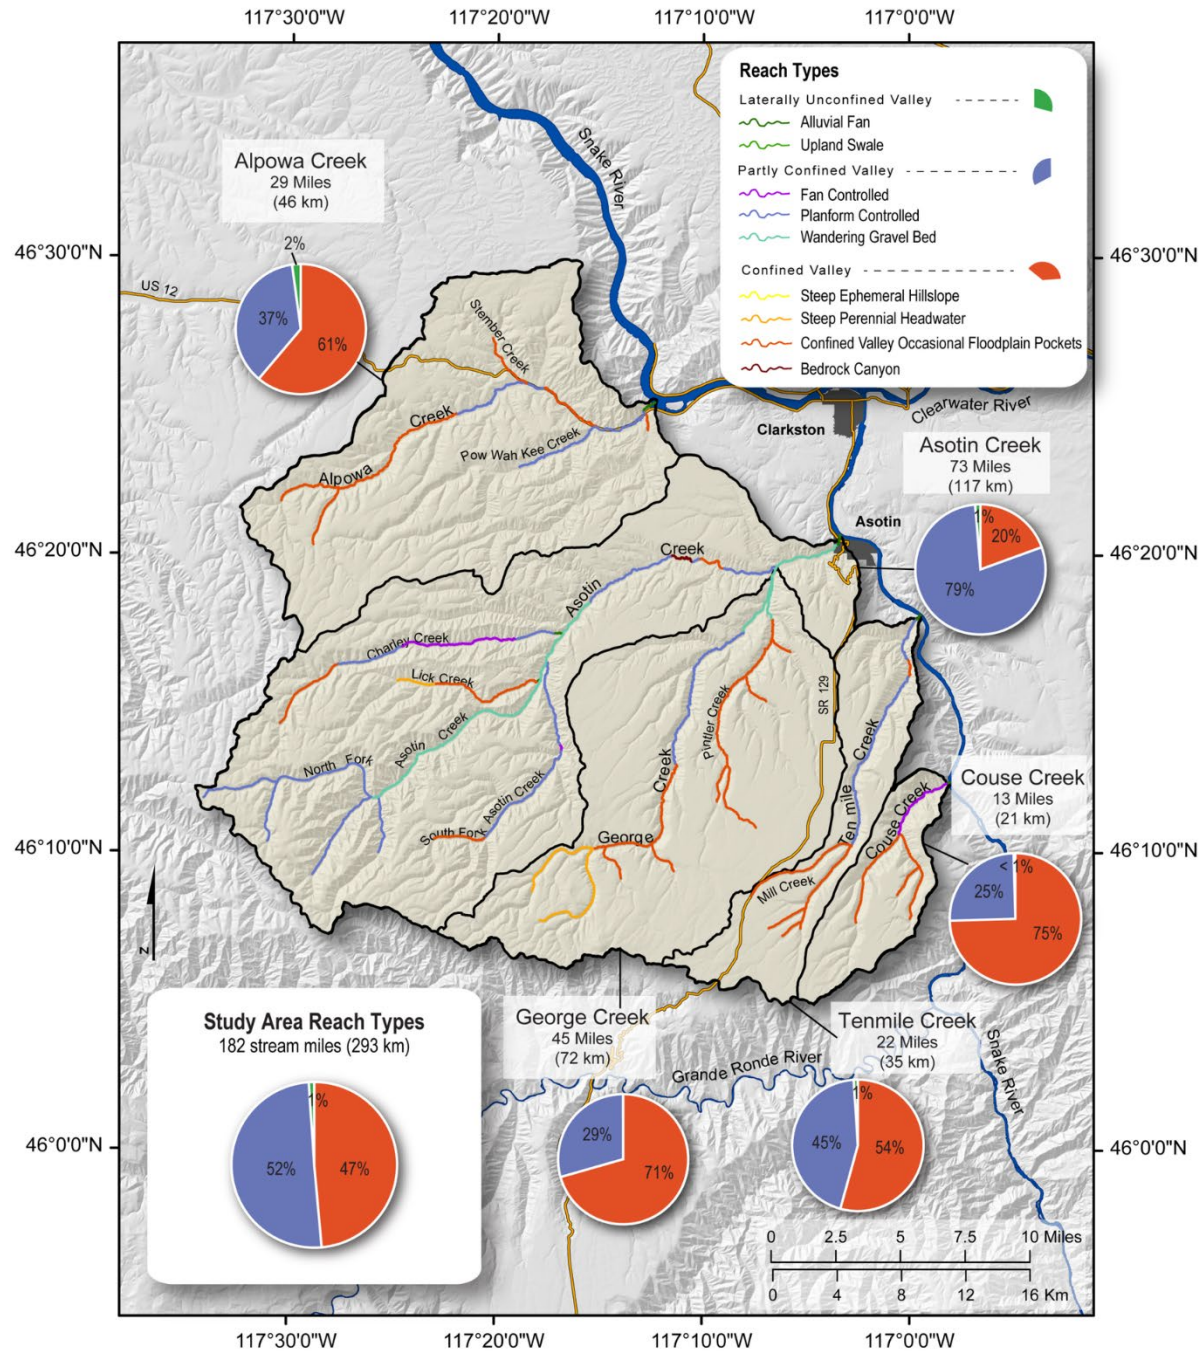 117°30'0"W
117°20'0"W
117°10'0"W
117°0'0"W
Reach Types
Laterally Unconfined Valley
Alluvial Fan
Upland Swale
Partly Confined Valley
Fan Controlled
Planform Controlled
Wandering Gravel Bed
Confined Valley
Steep Ephemeral Hillslope
Steep Perennial Headwater
Confined Valley Occasional Floodplain Pockets
Bedrock Canyon
Snake River
Alpowa Creek
29 Miles
(46 km)
2%
37%
61%
46°30'0"N
46°30'0"N
US 12
Stember Creek
Creek
Alpowa
Pow Wah Kee Creek
Clearwater River
Clarkston
Asotin Creek
73 Miles
(117 km)
1%
20%
79%
Asotin
46°20'0"N
46°20'0"N
Creek
Asotin
Charley Creek
Lick Creek
Asotin
Creek
North Fork
South Fork
Asotin Creek
Pintler Creek
SR 129
Creek
George
Creek
Ten mile
Mill Creek
Couse Creek
Couse Creek
13 Miles
(21 km)
< 1%
25%
75%
46°10'0"N
46°10'0"N
N
Study Area Reach Types
182 stream miles (293 km)
1%
52%
47%
George Creek
45 Miles
(72 km)
29%
71%
Tenmile Creek
22 Miles
(35 km)
1%
45%
54%
Grande Ronde River
Snake River
46°0'0"N
46°0'0"N
0 2.5 5 7.5 10 Miles
0 4 8 12 16 Km
117°30'0"W
117°20'0"W
117°10'0"W
117°0'0"W